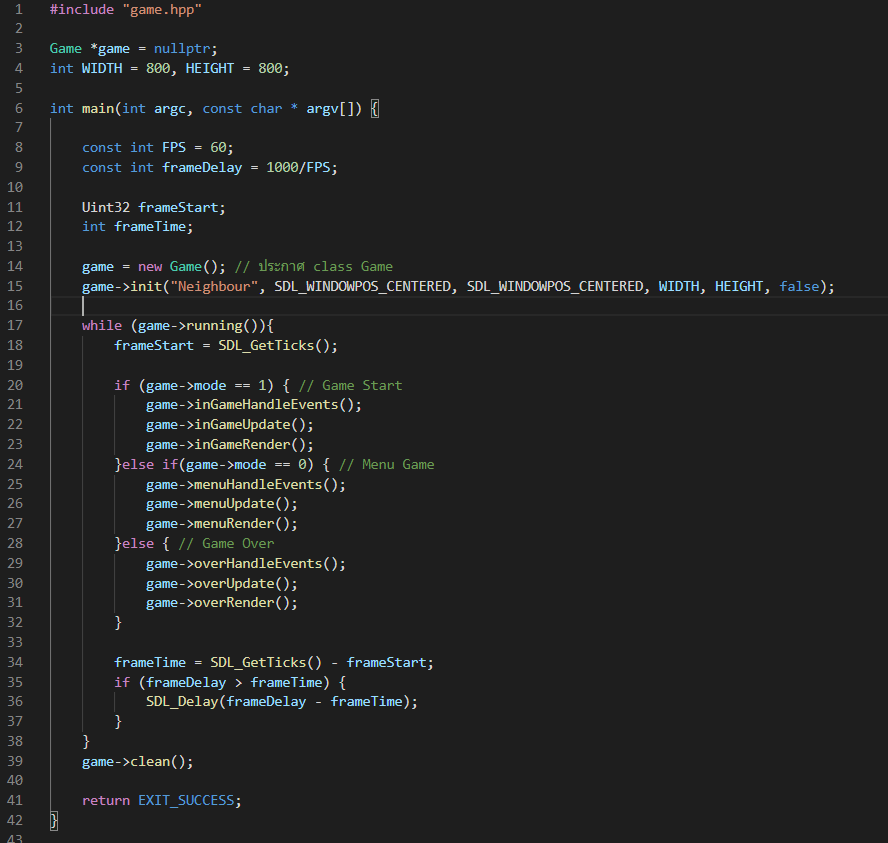 1 #include "game.hpp"
2
3 Game *game = nullptr;
4 int WIDTH = 800, HEIGHT = 800;
5
6 int main(int argc, const char * argv[]) {
7
8     const int FPS = 60;
9     const int frameDelay = 1000/FPS;
10
11     Uint32 frameStart;
12     int frameTime;
13
14     game = new Game(); // ประกาศ class Game
15     game->init("Neighbour", SDL_WINDOWPOS_CENTERED, SDL_WINDOWPOS_CENTERED, WIDTH, HEIGHT, false);
16
17     while (game->running()){
18         frameStart = SDL_GetTicks();
19
20         if (game->mode == 1) { // Game Start
21             game->inGameHandleEvents();
22             game->inGameUpdate();
23             game->inGameRender();
24         }else if(game->mode == 0) { // Menu Game
25             game->menuHandleEvents();
26             game->menuUpdate();
27             game->menuRender();
28         }else { // Game Over
29             game->overHandleEvents();
30             game->overUpdate();
31             game->overRender();
32         }
33
34         frameTime = SDL_GetTicks() - frameStart;
35         if (frameDelay > frameTime) {
36             SDL_Delay(frameDelay - frameTime);
37         }
38     }
39     game->clean();
40
41     return EXIT_SUCCESS;
42 }
43